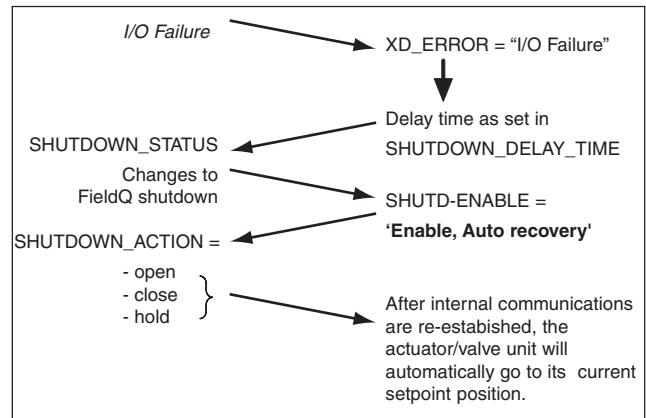 I/O Failure
XD_ERROR = “I/O Failure”
Delay time as set in
SHUTDOWN_DELAY_TIME
SHUTDOWN_STATUS
Changes to
FieldQ shutdown
SHUTD-ENABLE =
‘Enable, Auto recovery'
SHUTDOWN_ACTION =
- open
- close
- hold
After internal communications
are re-estabished, the
actuator/valve unit will
automatically go to its current
setpoint position.